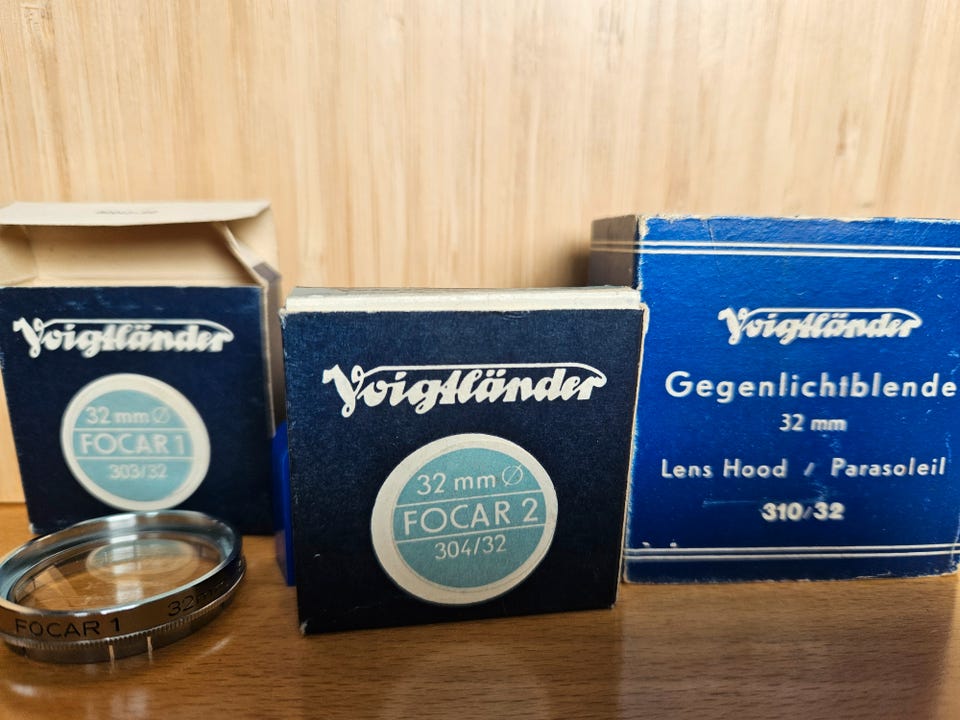 Voigtländer
32 mm Ø
FOCAR 1
303/32
FOCAR 1 32
Voigtländer
32 mm Ø
FOCAR 2
304/32
Voigtländer
Gegenlichtblende
32 mm
Lens Hood / Parasoleil
310/32